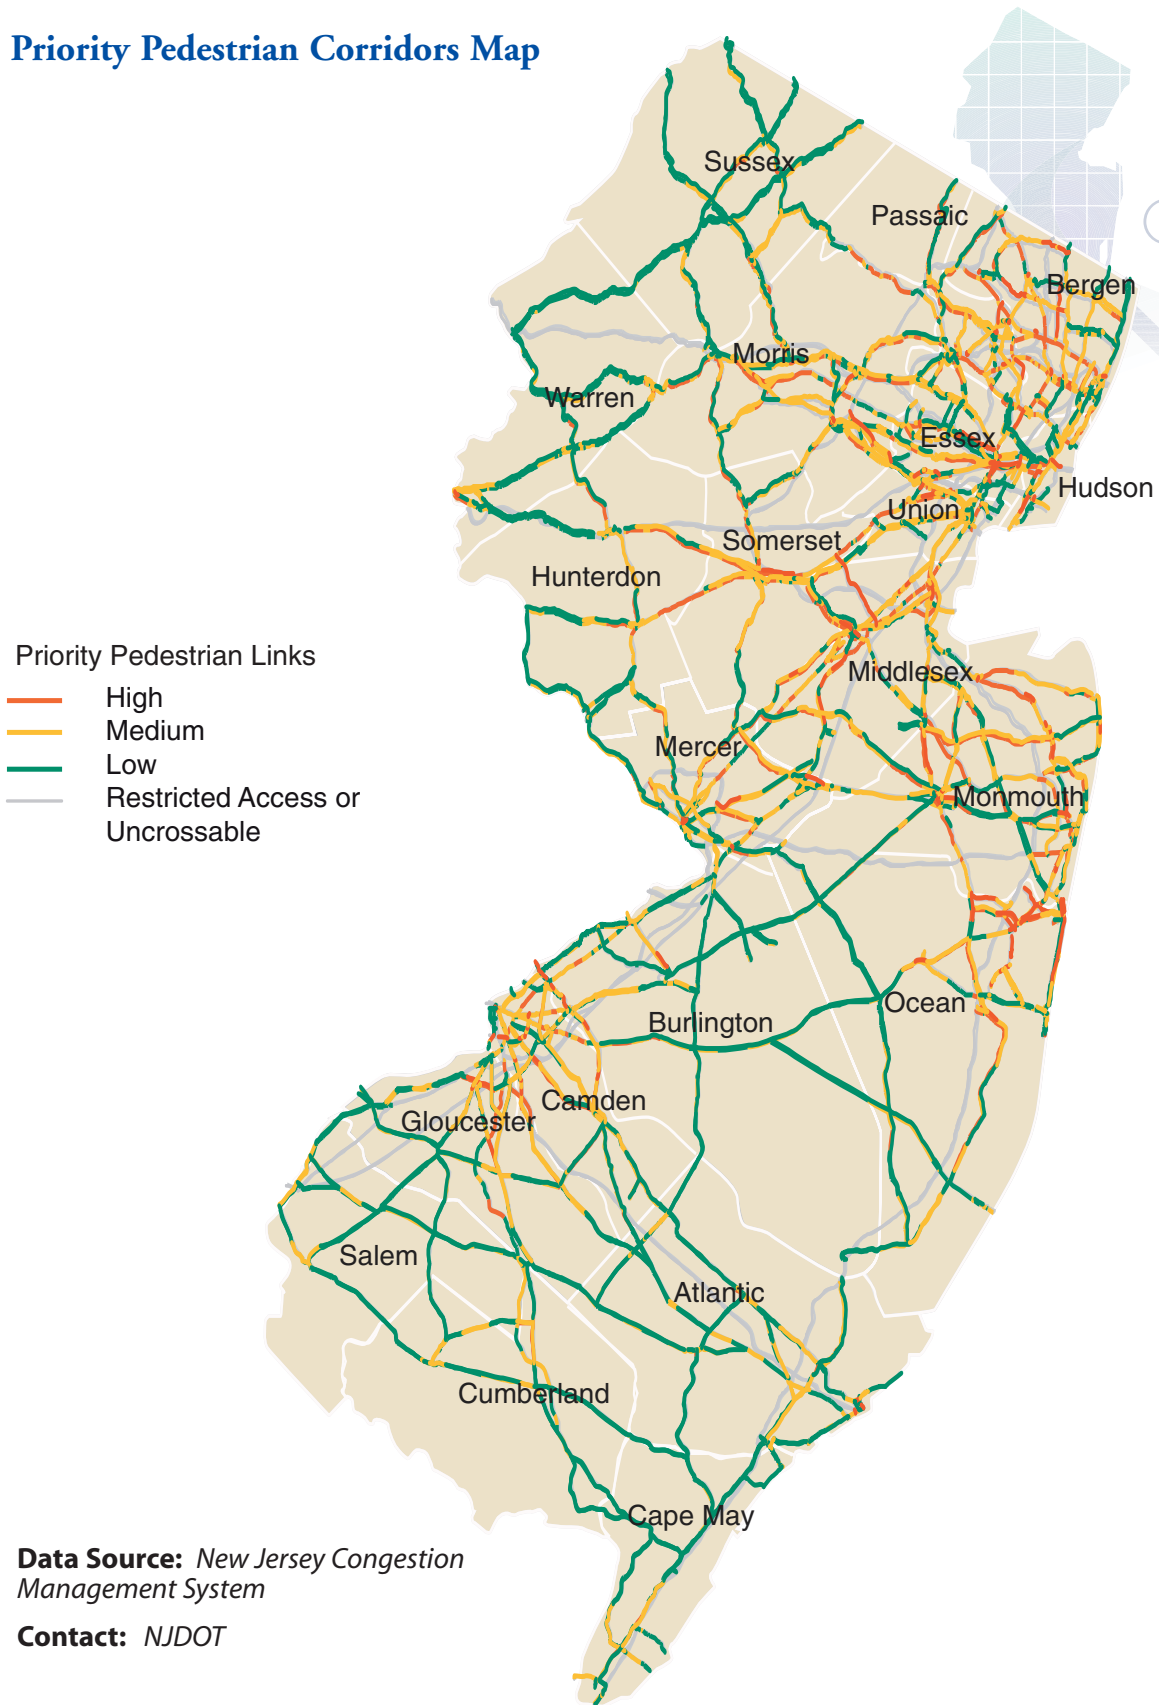 Priority Pedestrian Corridors Map
Sussex
Passaic
Bergen
Morris
Warren
Essex
Hudson
Union
Somerset
Hunterdon
Priority Pedestrian Links
High
Medium
Low
Restricted Access or
Uncrossable
Middlesex
Mercer
Monmouth
Ocean
Burlington
Camden
Gloucester
Salem
Atlantic
Cumberland
Cape May
Data Source: New Jersey Congestion
Management System
Contact: NJDOT